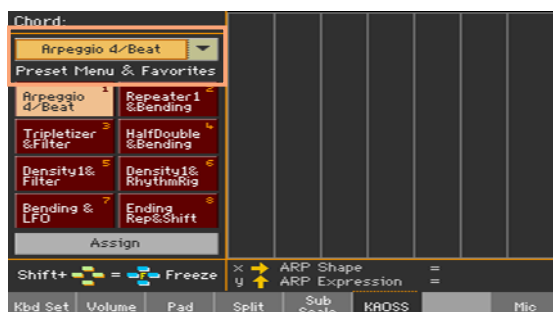 Chord:
Arpeggio 4/Beat
Preset Menu & Favorites
Arpeggio 4/Beat 1
Repeater1 &Bending 2
Tripletizer &Filter 3
HalfDouble &Bending 4
Density1& Filter 5
Density1& RhythmRig 6
Bending & LFO 7
Ending Rep&Shift 8
Assign
Shift+ = F Freeze
x ARP Shape =
y ARP Expression =
Kbd Set Volume Pad Split Sub Scale KAOSS Mic